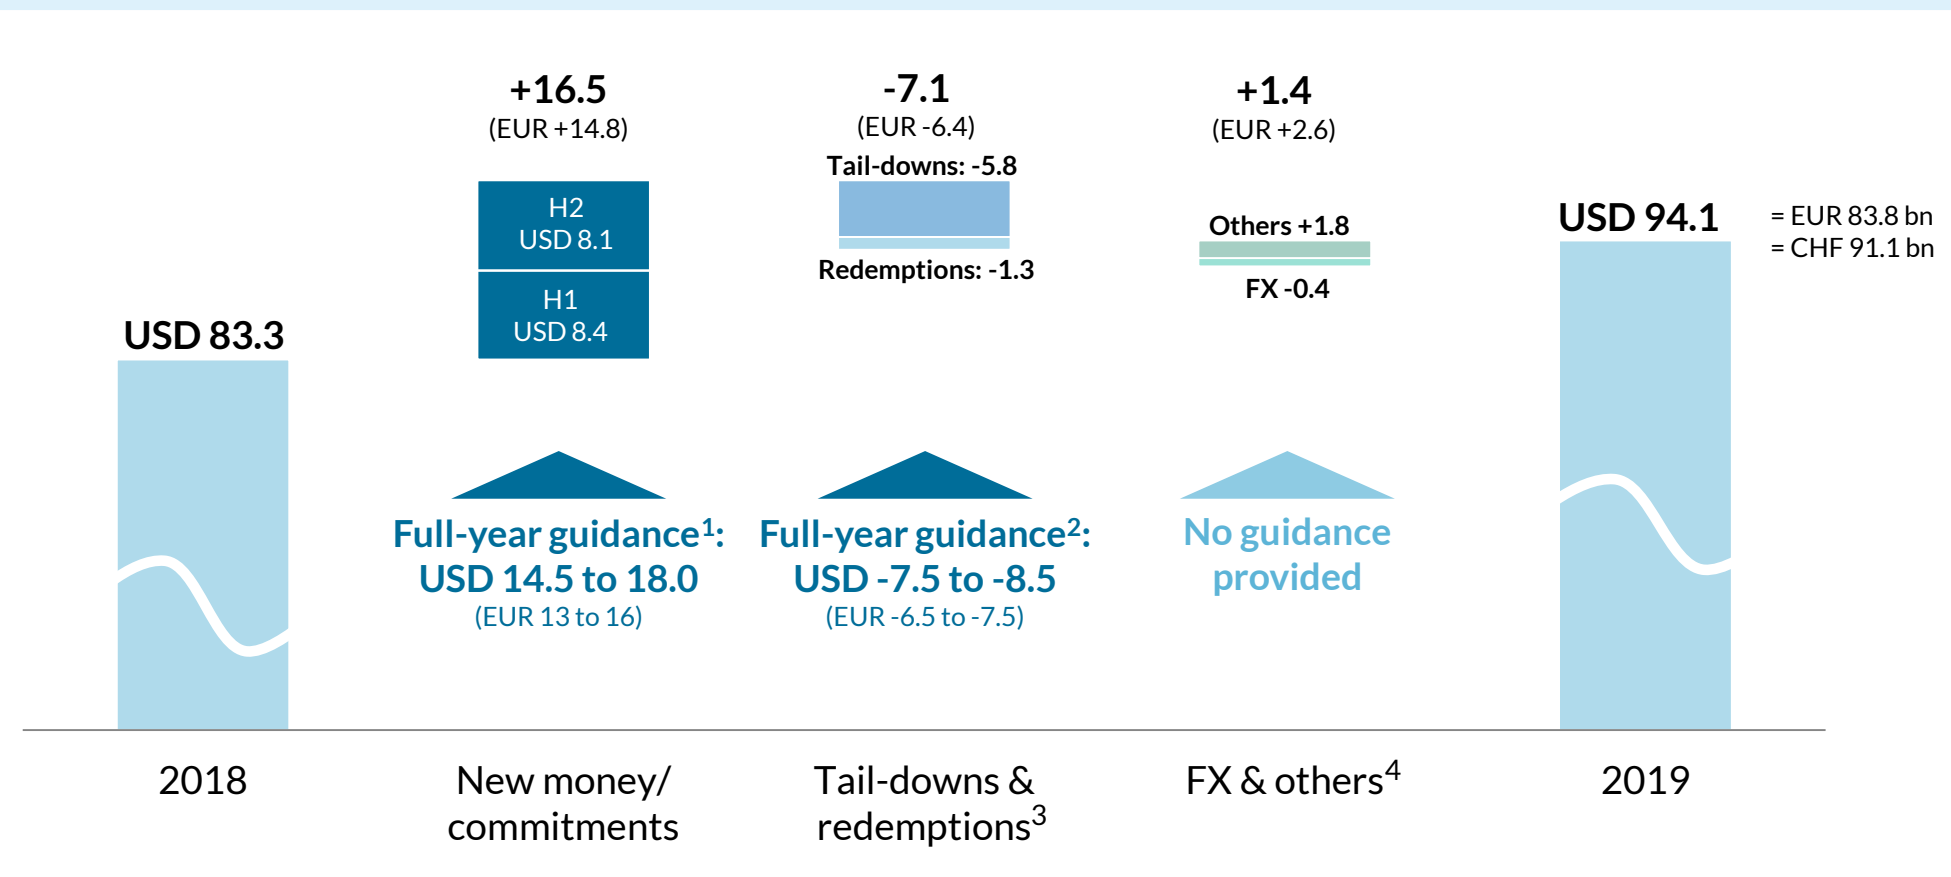 +16.5
(EUR +14.8)
-7.1
(EUR -6.4)
+1.4
(EUR +2.6)
Tail-downs: -5.8
H2
USD 8.1
H1
USD 8.4
Redemptions: -1.3
Others +1.8
FX -0.4
USD 83.3
USD 94.1
= EUR 83.8 bn
= CHF 91.1 bn
Full-year guidance¹:
USD 14.5 to 18.0
(EUR 13 to 16)
Full-year guidance²:
USD -7.5 to -8.5
(EUR -6.5 to -7.5)
No guidance
provided
2018
New money/
commitments
Tail-downs &
redemptions³
FX & others⁴
2019